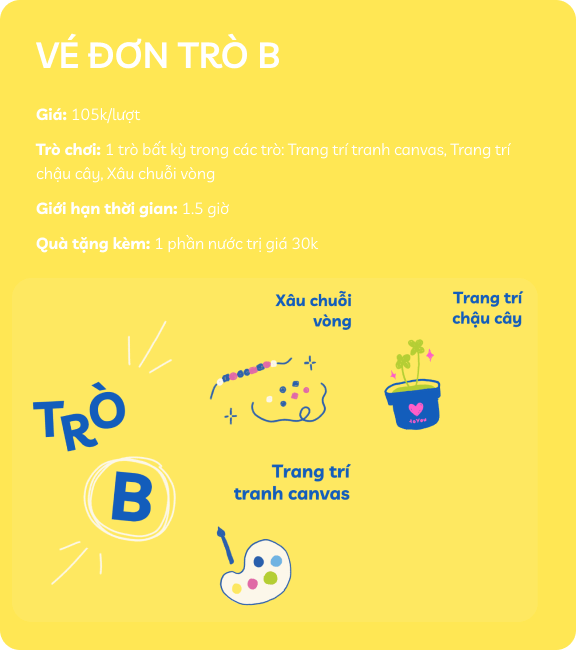 VÉ ĐƠN TRÒ B
Giá: 105k/lượt
Trò chơi: 1 trò bất kỳ trong các trò: Trang trí tranh canvas, Trang trí
chậu cây, Xâu chuỗi vòng
Giới hạn thời gian: 1.5 giờ
Quà tặng kèm: 1 phần nước trị giá 30k
Xâu chuỗi
vòng
Trang trí
chậu cây
TRÒ
B
Trang trí
tranh canvas